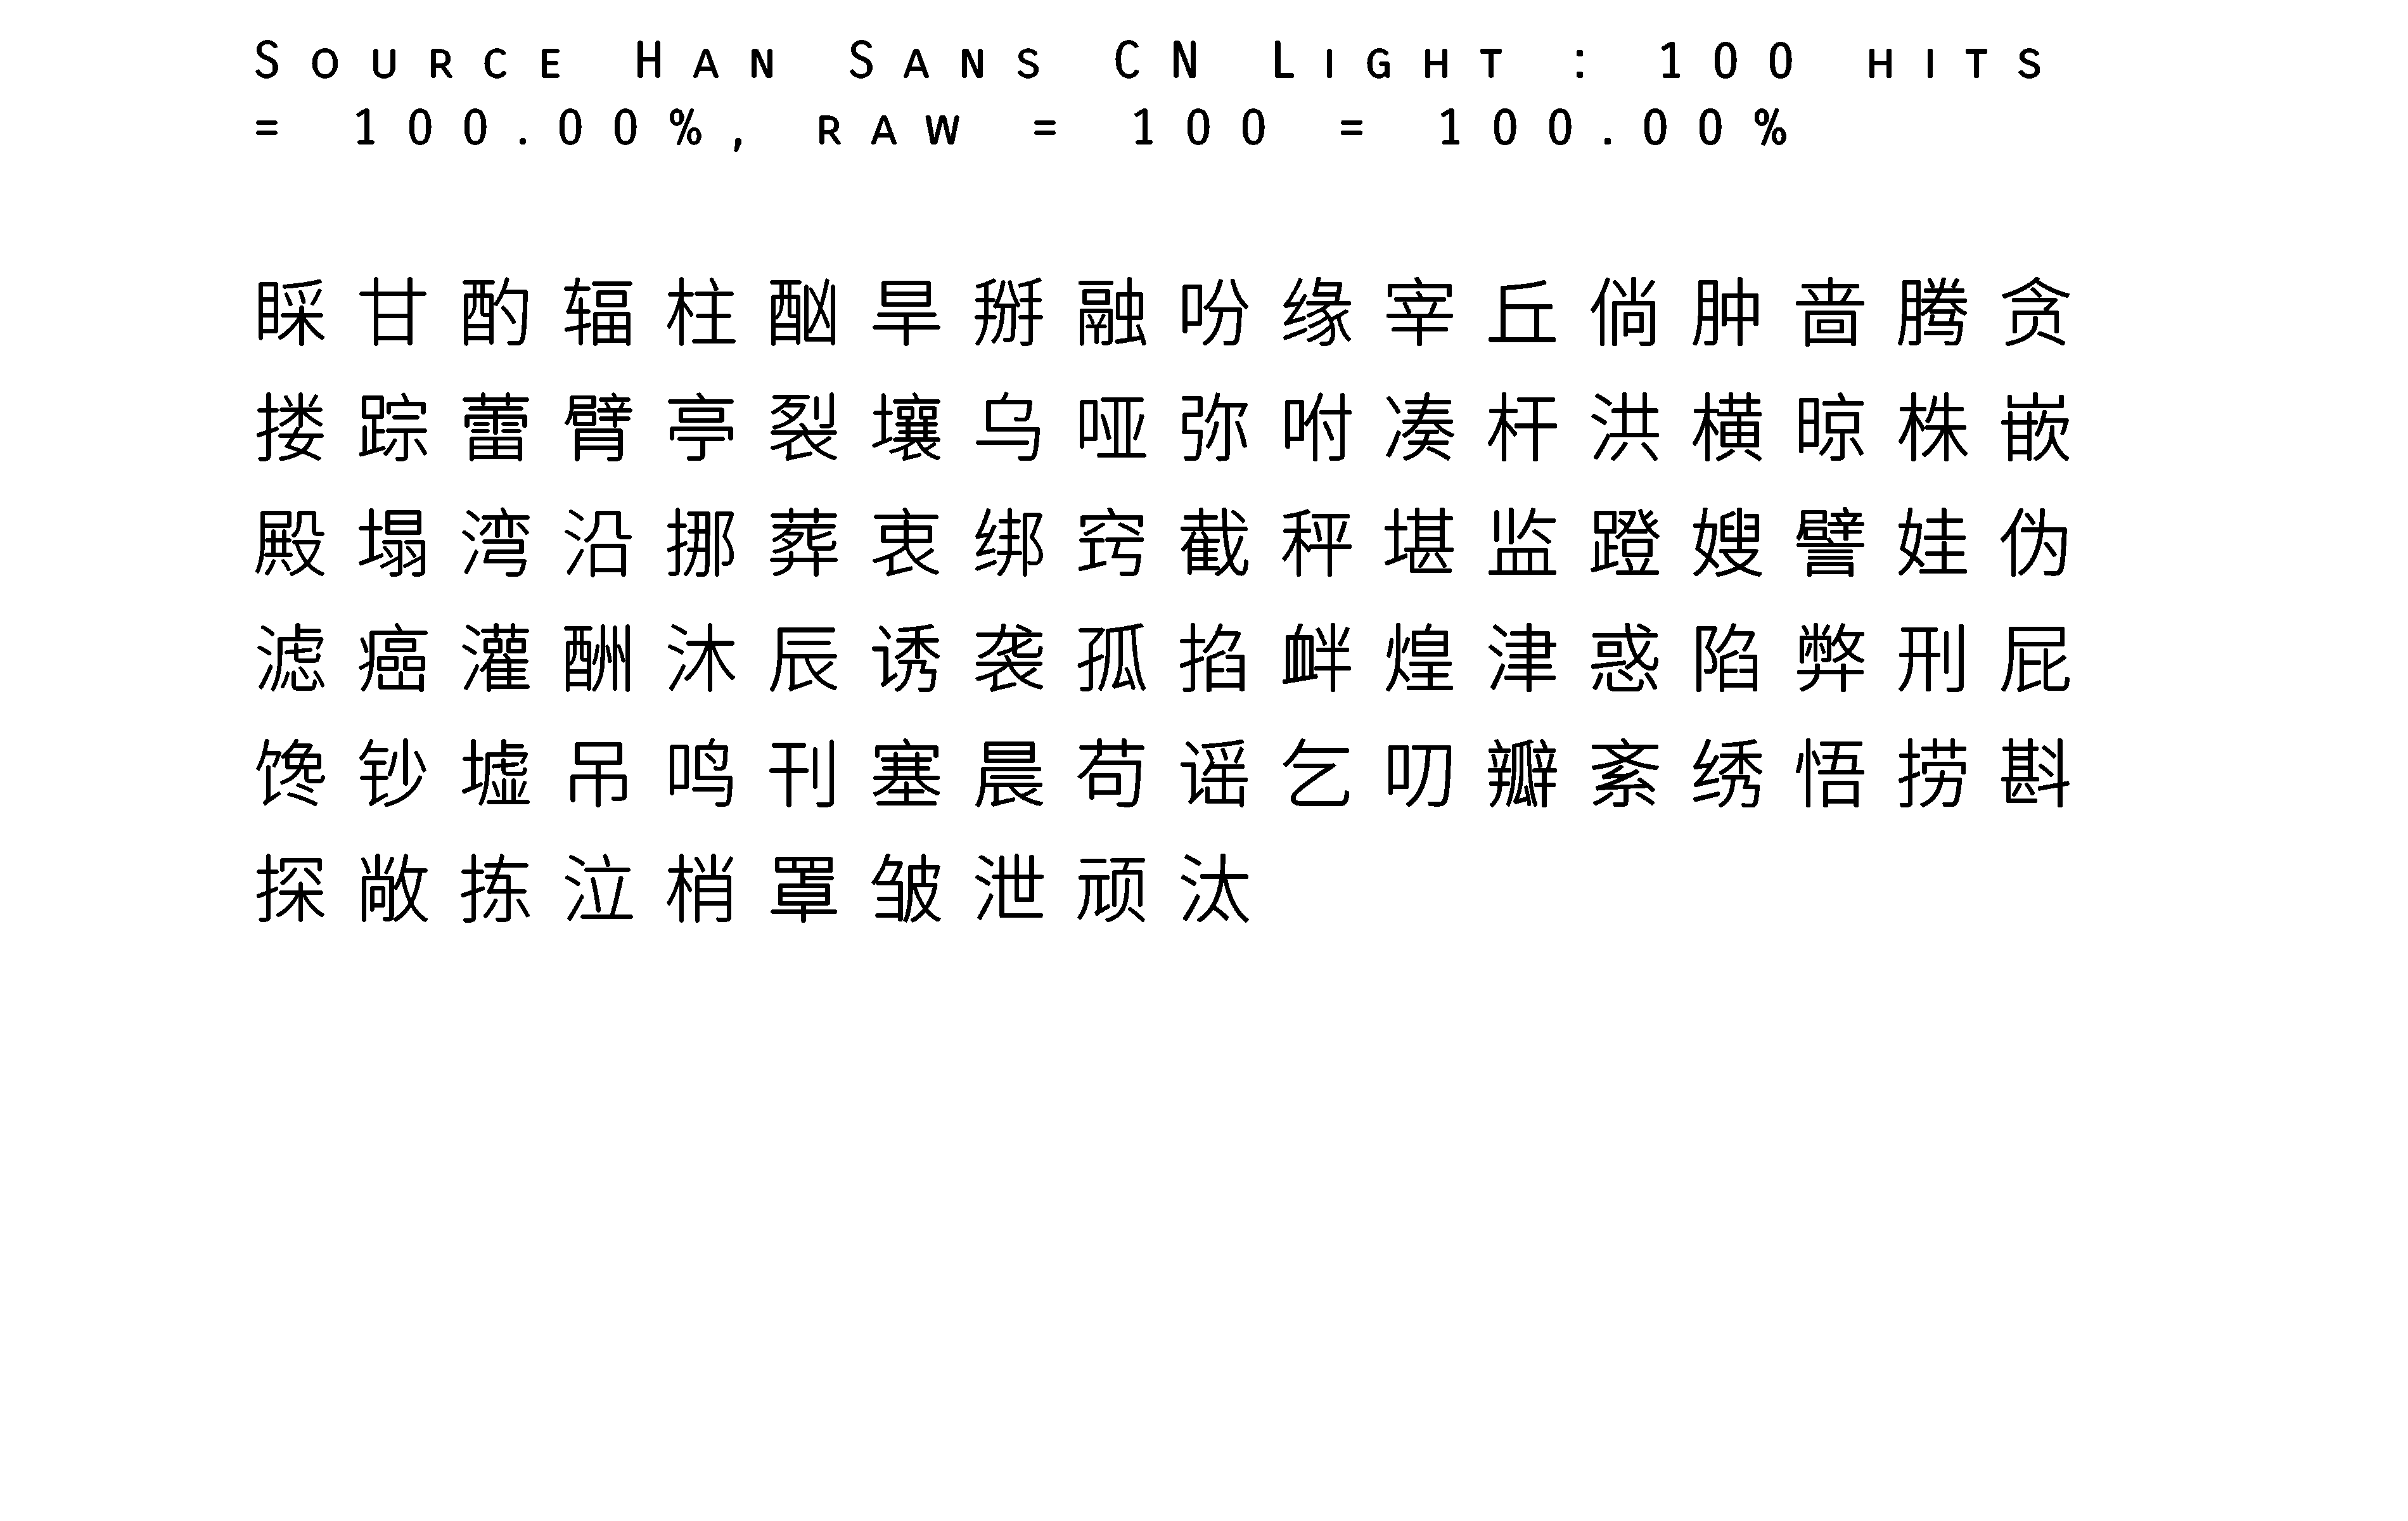 Source Han Sans CN Light : 100 hits
= 100.00%, raw = 100 = 100.00%
睬甘酌辐柱酗旱掰融吩缘宰丘倘肿啬腾贪
搂踪蕾臂亭裂壤乌哑弥咐凑杆洪横晾株嵌
殿塌湾沿挪葬衷绑窍截秤堪监蹬嫂譬娃伪
滤癌灌酬沐辰诱袭孤掐衅煌津惑陷弊刑屁
馋钞墟吊鸣刊塞晨苟谣乞叨瓣紊绣悟捞斟
探敞拣泣梢罩皱泄顽汰